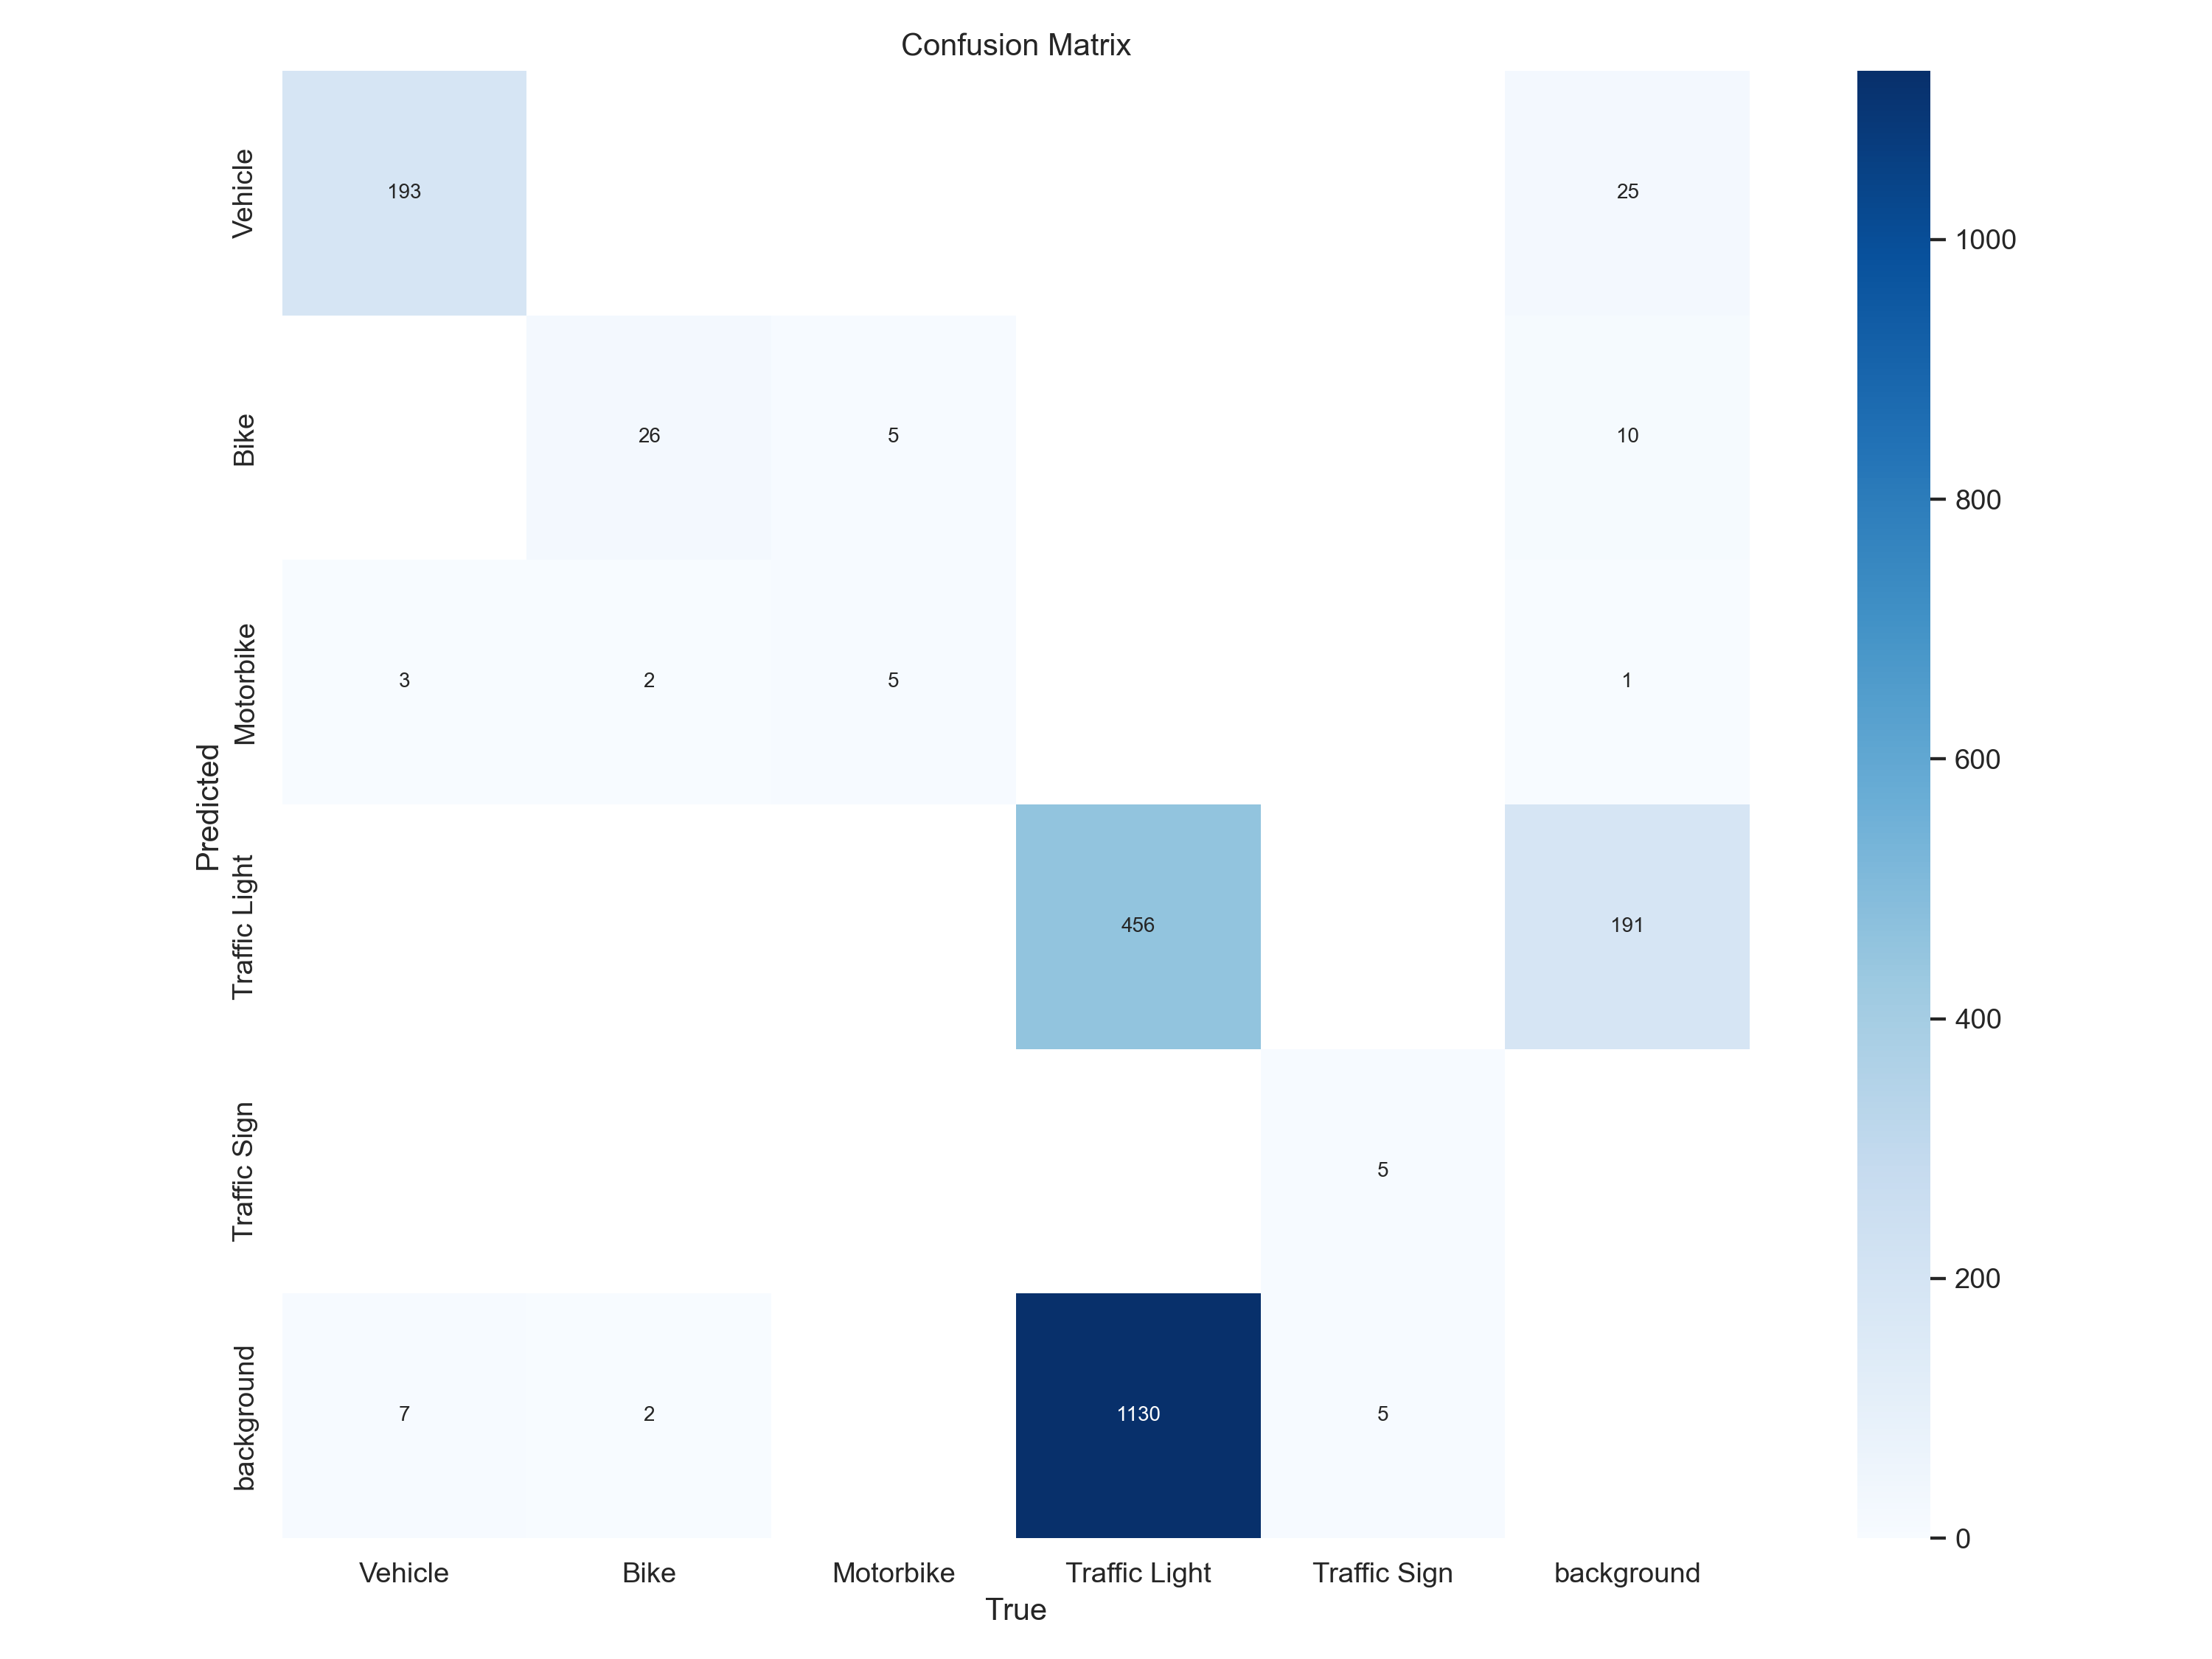 Confusion Matrix
Vehicle
193
25
Bike
26
5
10
Motorbike
3
2
5
1
Predicted
Traffic Light
456
191
Traffic Sign
5
background
7
2
1130
5
Vehicle
Bike
Motorbike
Traffic Light
Traffic Sign
background
True
1000
800
600
400
200
0